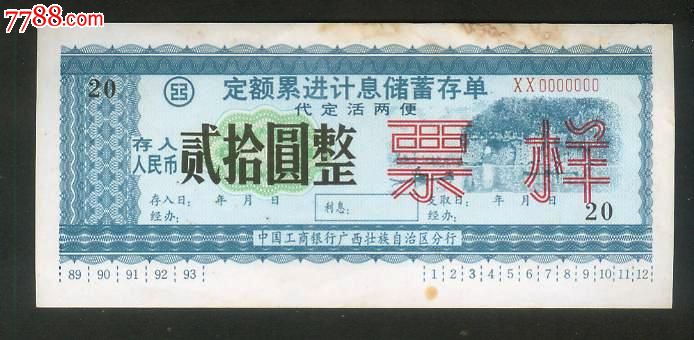 7788.com
20
定额累进计息储蓄存单
XX0000000
代定活两便
存入
人民币
贰拾圆整
票样
存入日: 年 月 日
利息:
支取日: 年 月 日
经办:
经办:
20
中国工商银行广西壮族自治区分行
89 90 91 92 93
1 2 3 4 5 6 7 8 9 10 11 12